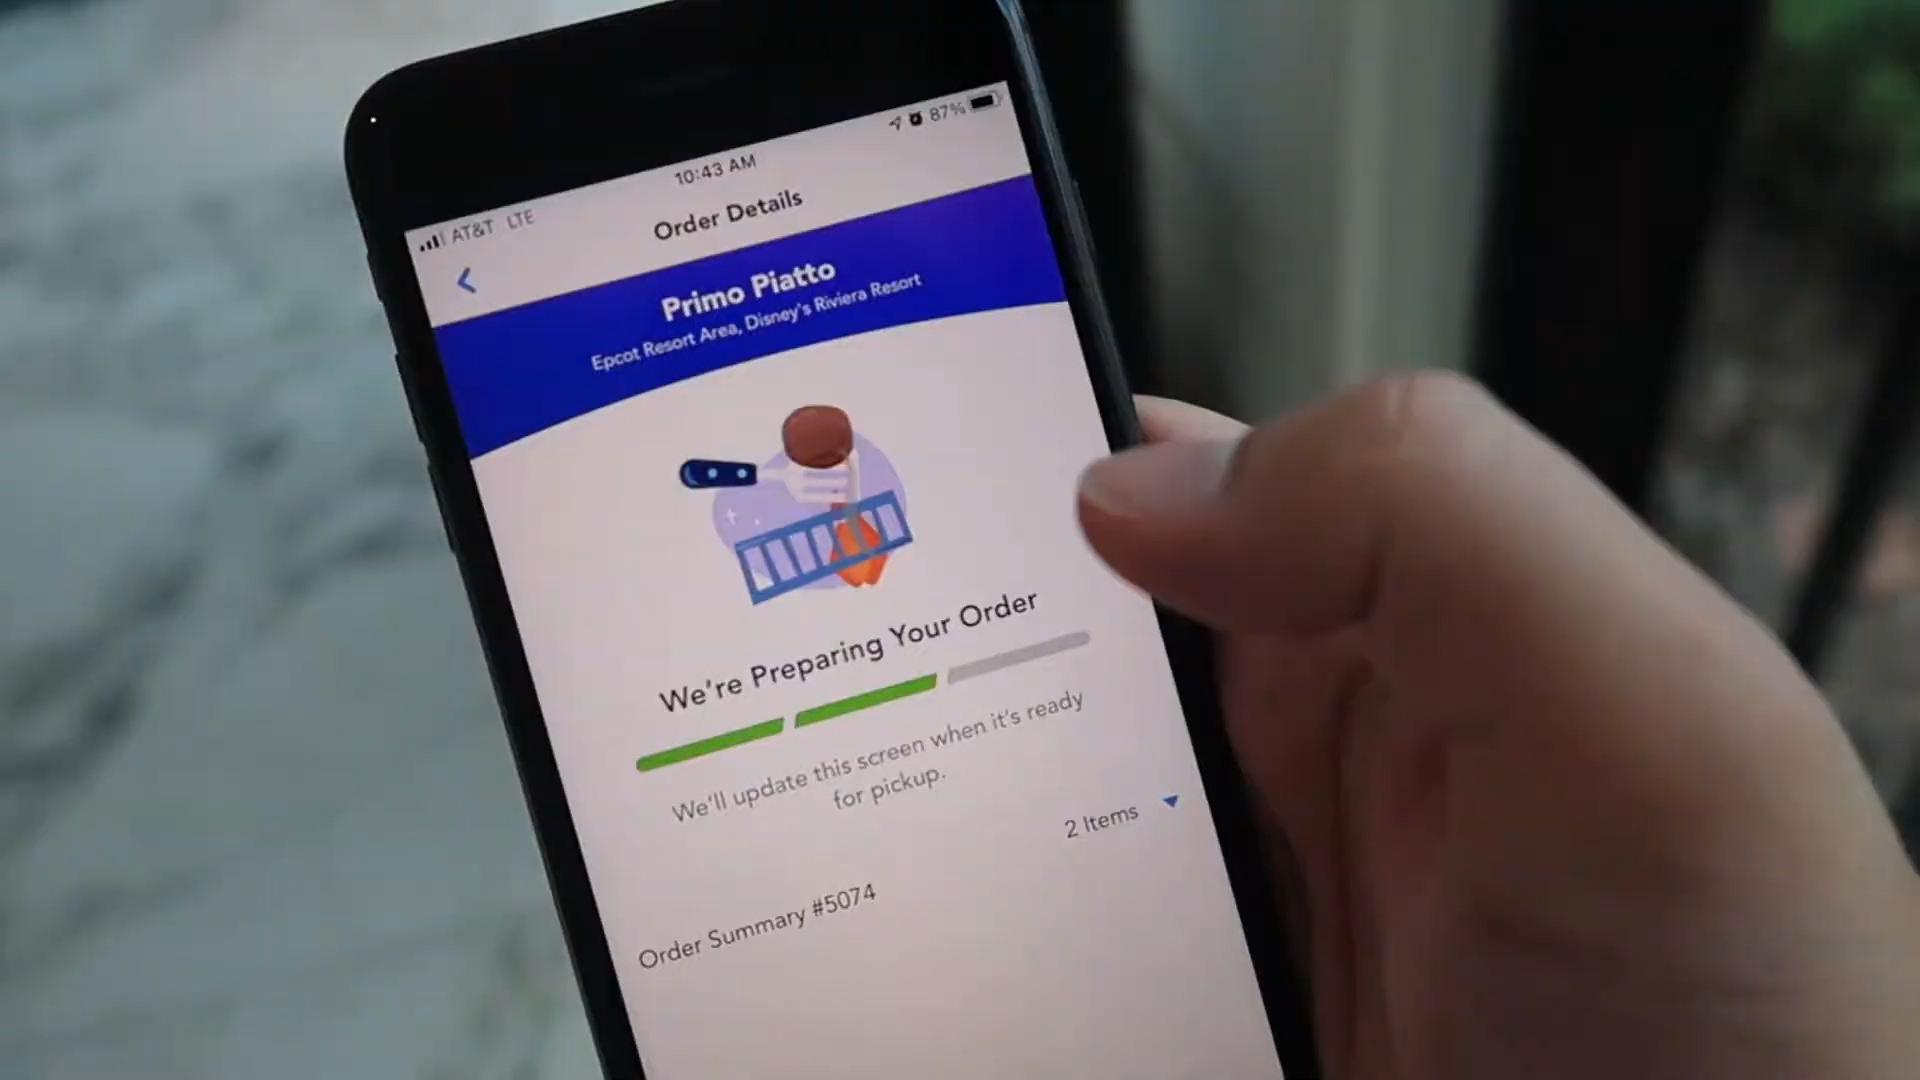 AT&T LTE
10:43 AM
87%
Order Details
Primo Piatto
Epcot Resort Area, Disney's Riviera Resort
We're Preparing Your Order
We'll update this screen when it's ready
for pickup.
2 Items
Order Summary #5074